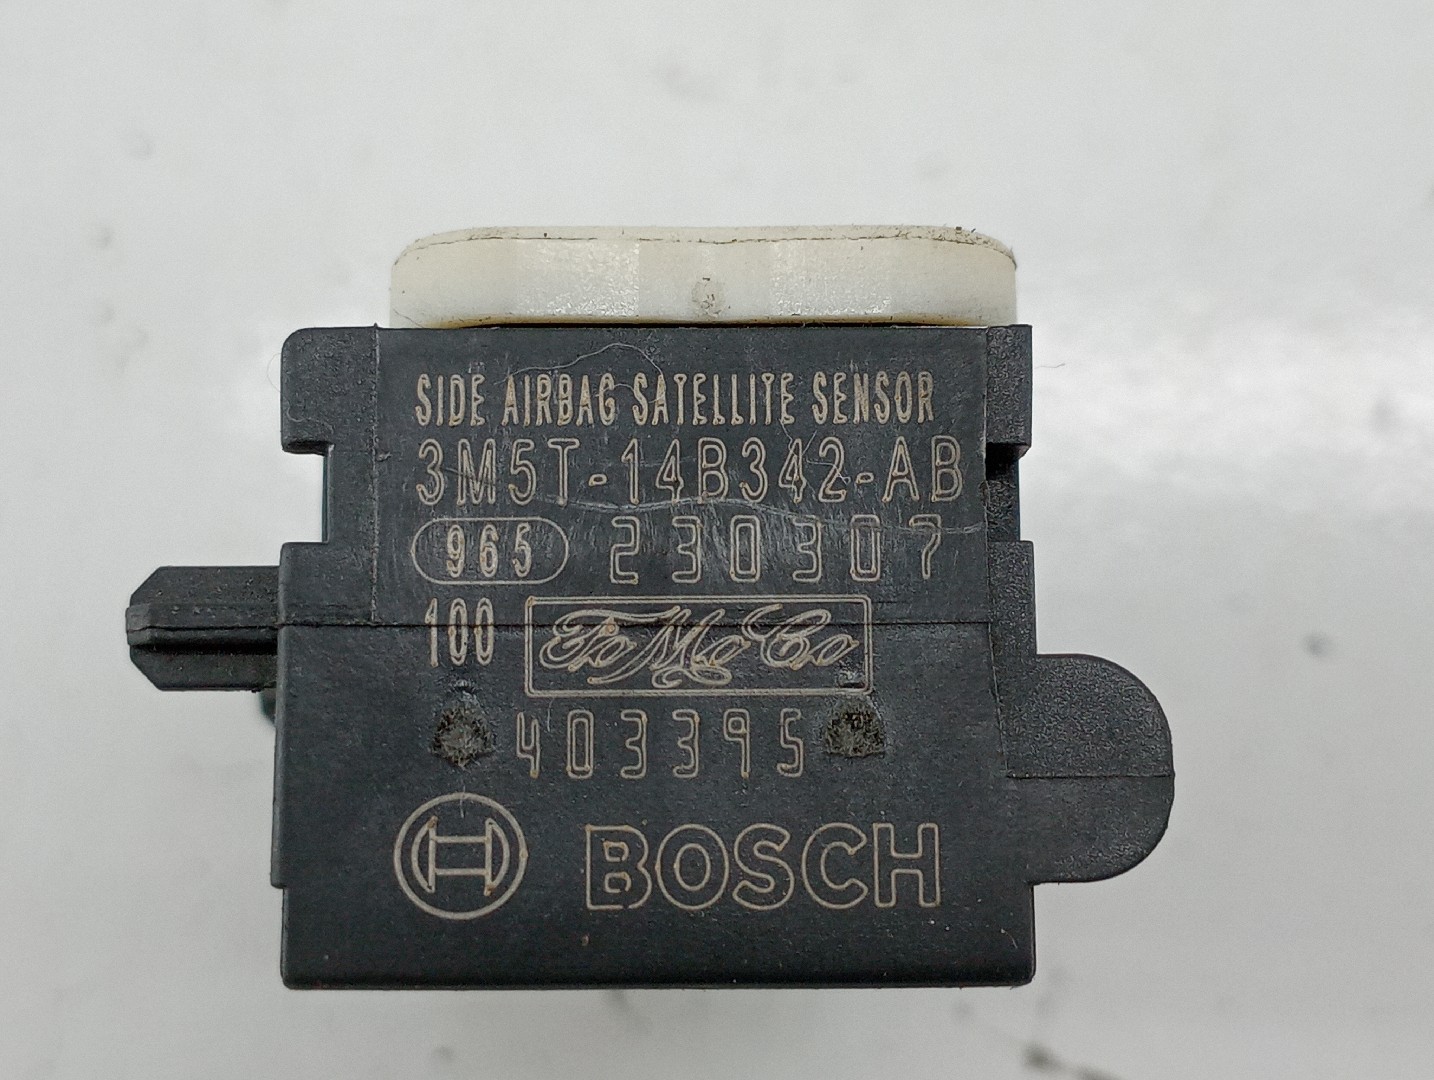 SIDE AIRBAG SATELLITE SENSOR
3M5T-14B342-AB
965 230307
100 FoMoCo
403395
BOSCH